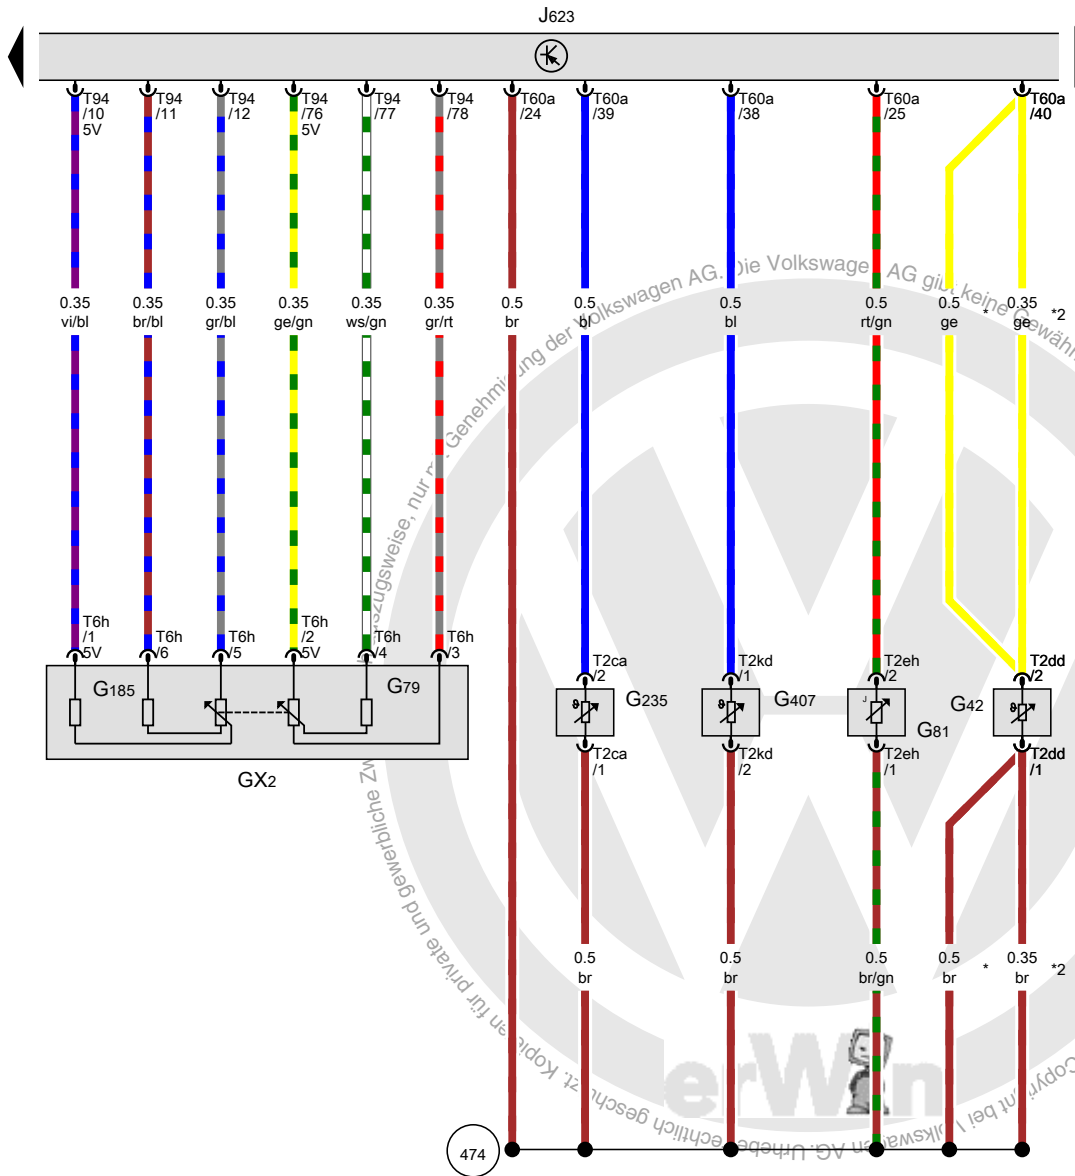 J623
T94 T94 T94 T94 T94 T94 T60a T60a T60a T60a T60a
/10 /11 /12 /76 /77 /78 /24 /39 /38 /25 /40
5V 5V
0.35 0.35 0.35 0.35 0.35 0.35 0.5 0.5 0.5 0.5 0.5 * 0.35 *2
vi/bl br/bl gr/bl ge/gn ws/gn gr/rt br bl bl rt/gn ge ge
T6h T6h T6h T6h T6h T6h
/1 /6 /5 /2 /4 /3
5V 5V
T2ca T2kd T2eh T2dd
/2 /1 /2 /2
G185 G79 G235 G407 G81 G42
J
GX2
T2ca T2kd T2eh T2dd
/1 /2 /1 /1
0.5 0.5 0.5 0.5 * 0.35 *2
br br br/gn br br
474
erWin